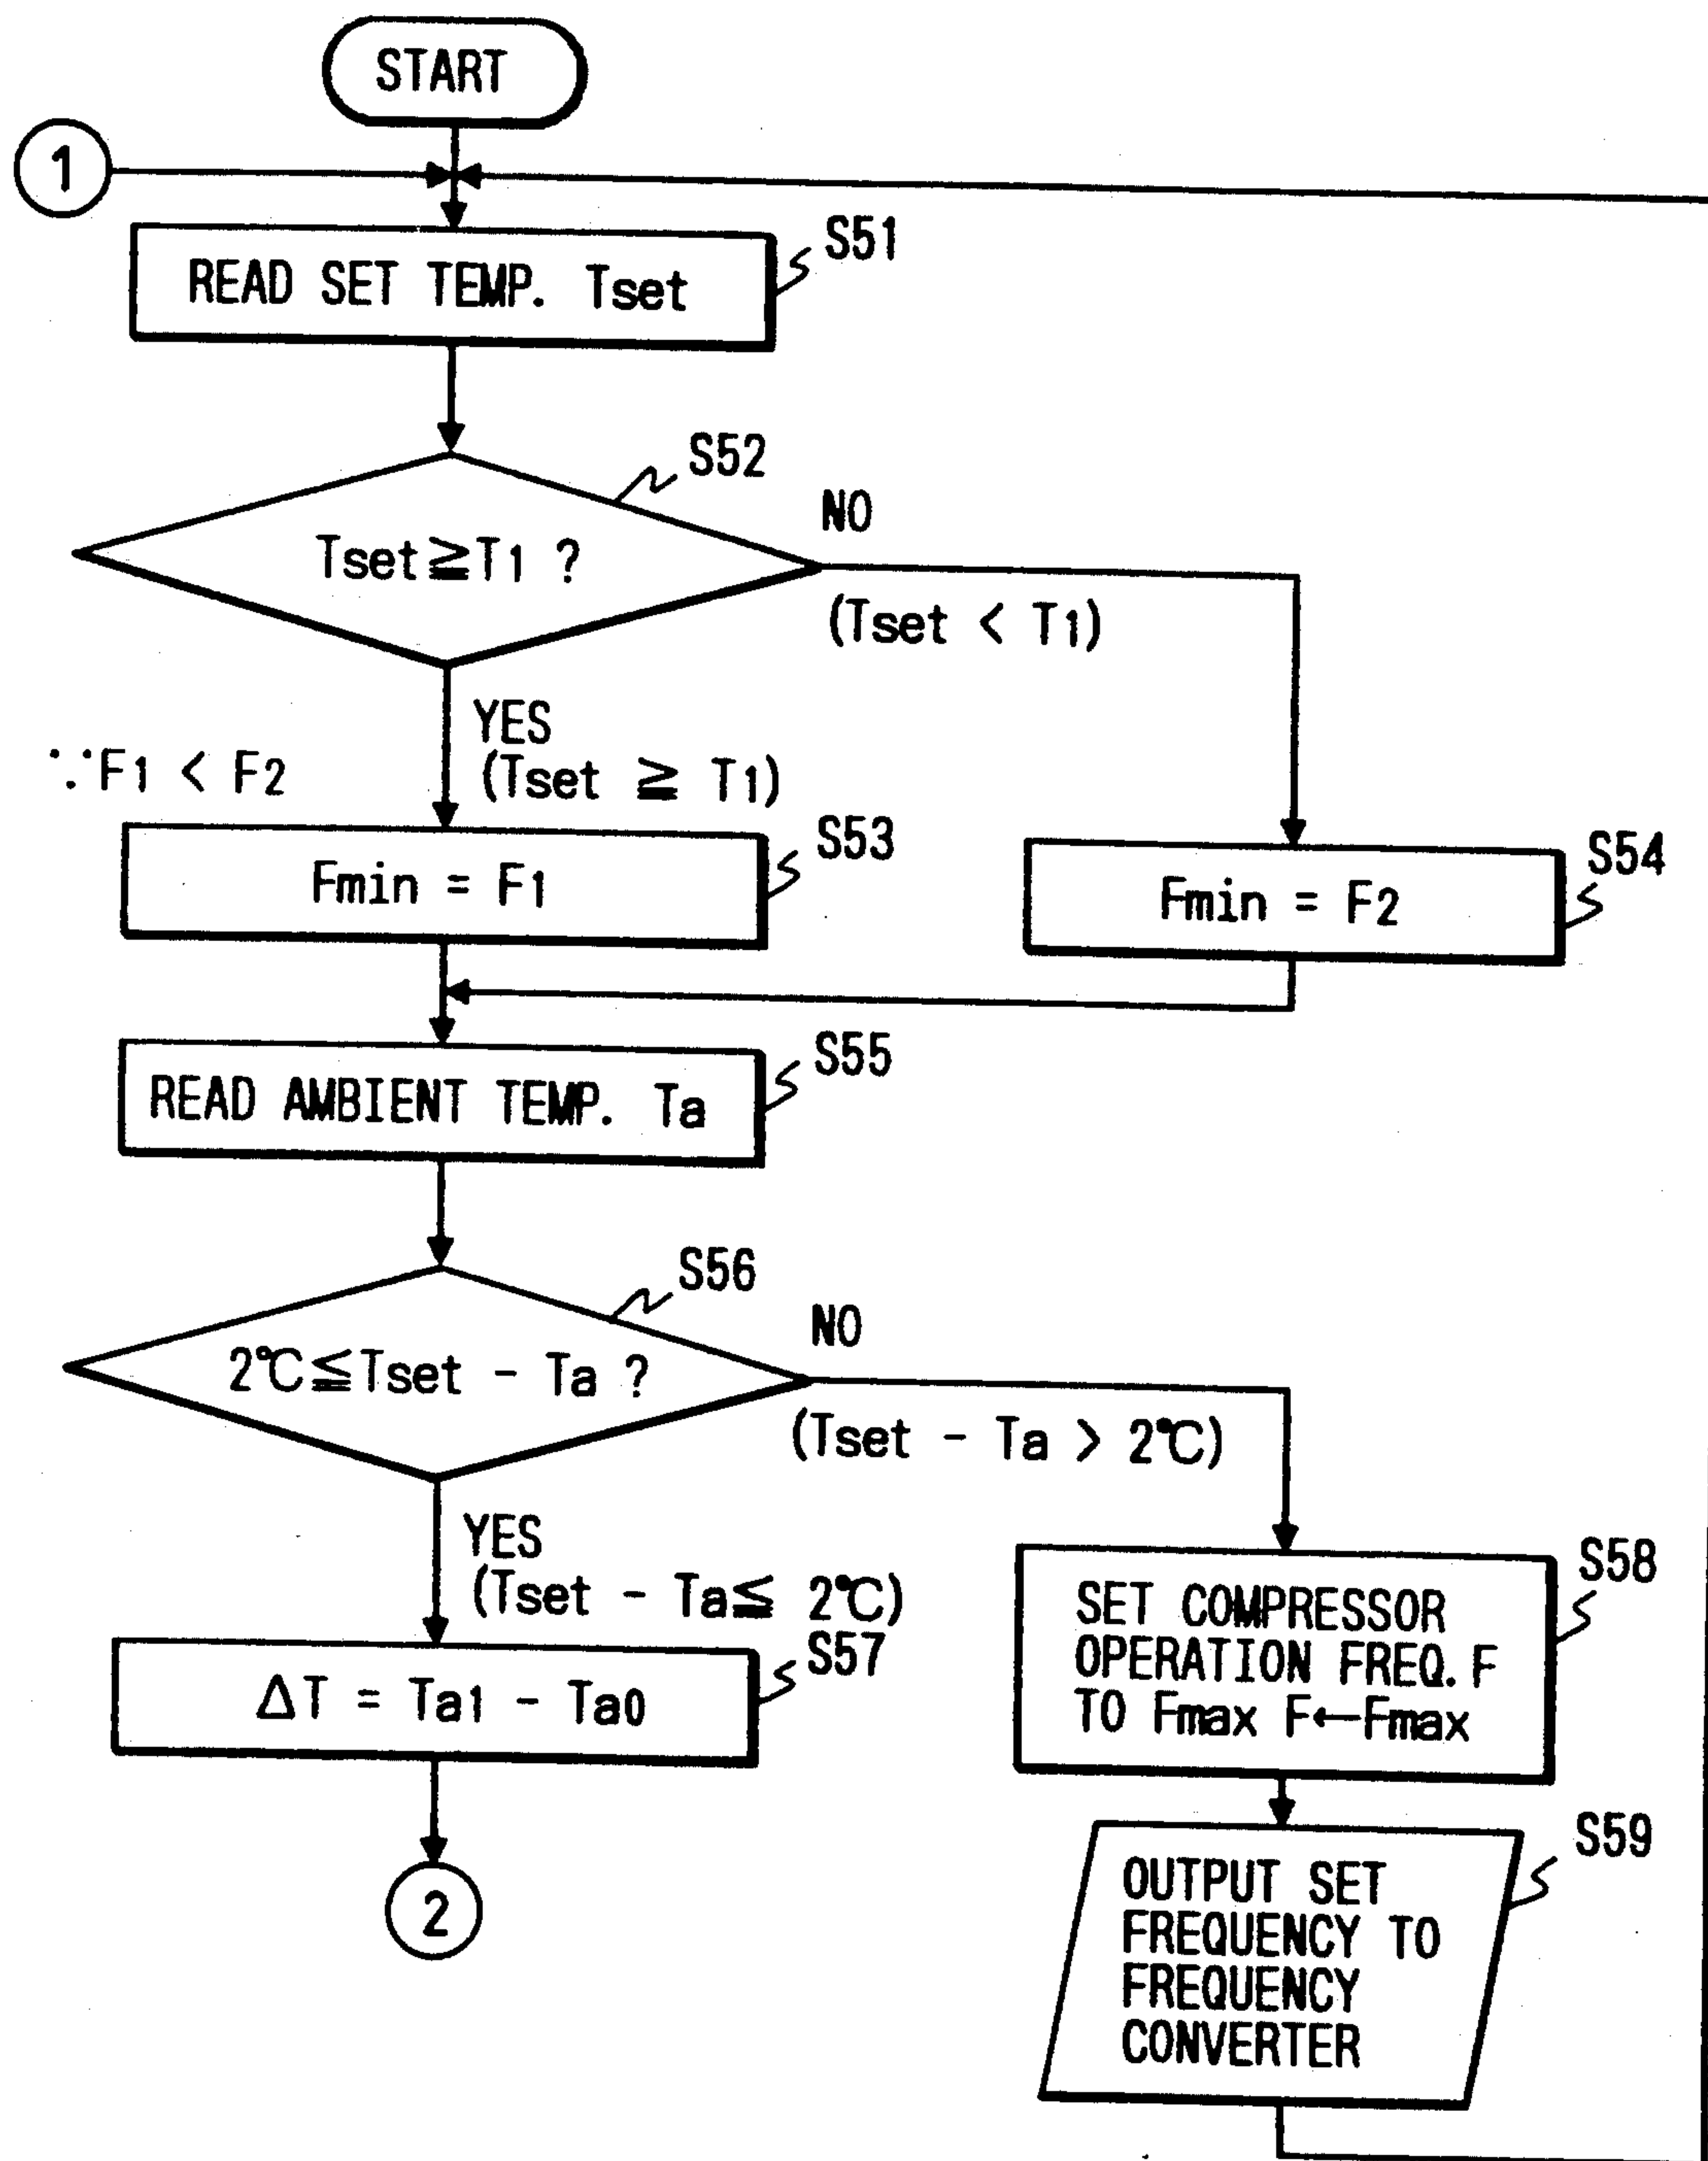 START
1
S51
READ SET TEMP. Tset
S52
NO
Tset≧T1 ?
(Tset < T1)
YES
∵F1 < F2
(Tset ≧ T1)
S53
Fmin = F1
S54
Fmin = F2
S55
READ AMBIENT TEMP. Ta
S56
NO
2℃≦Tset - Ta ?
(Tset - Ta > 2℃)
YES
(Tset - Ta≦ 2℃)
S57
ΔT = Ta1 - Ta0
2
S58
SET COMPRESSOR
OPERATION FREQ. F
TO Fmax F←Fmax
S59
OUTPUT SET
FREQUENCY TO
FREQUENCY
CONVERTER